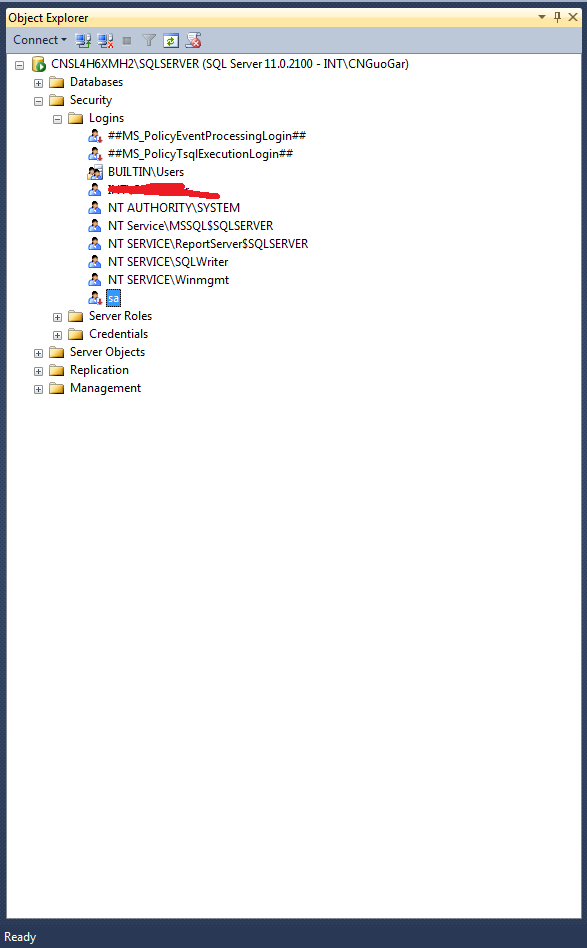 Object Explorer
Connect
CNSL4H6XMH2\SQLSERVER (SQL Server 11.0.2100 - INT\CNGuoGar)
Databases
Security
Logins
##MS_PolicyEventProcessingLogin##
##MS_PolicyTsqlExecutionLogin##
BUILTIN\Users
NT AUTHORITY\SYSTEM
NT Service\MSSQL$SQLSERVER
NT SERVICE\ReportServer$SQLSERVER
NT SERVICE\SQLWriter
NT SERVICE\Winmgmt
sa
Server Roles
Credentials
Server Objects
Replication
Management
Ready